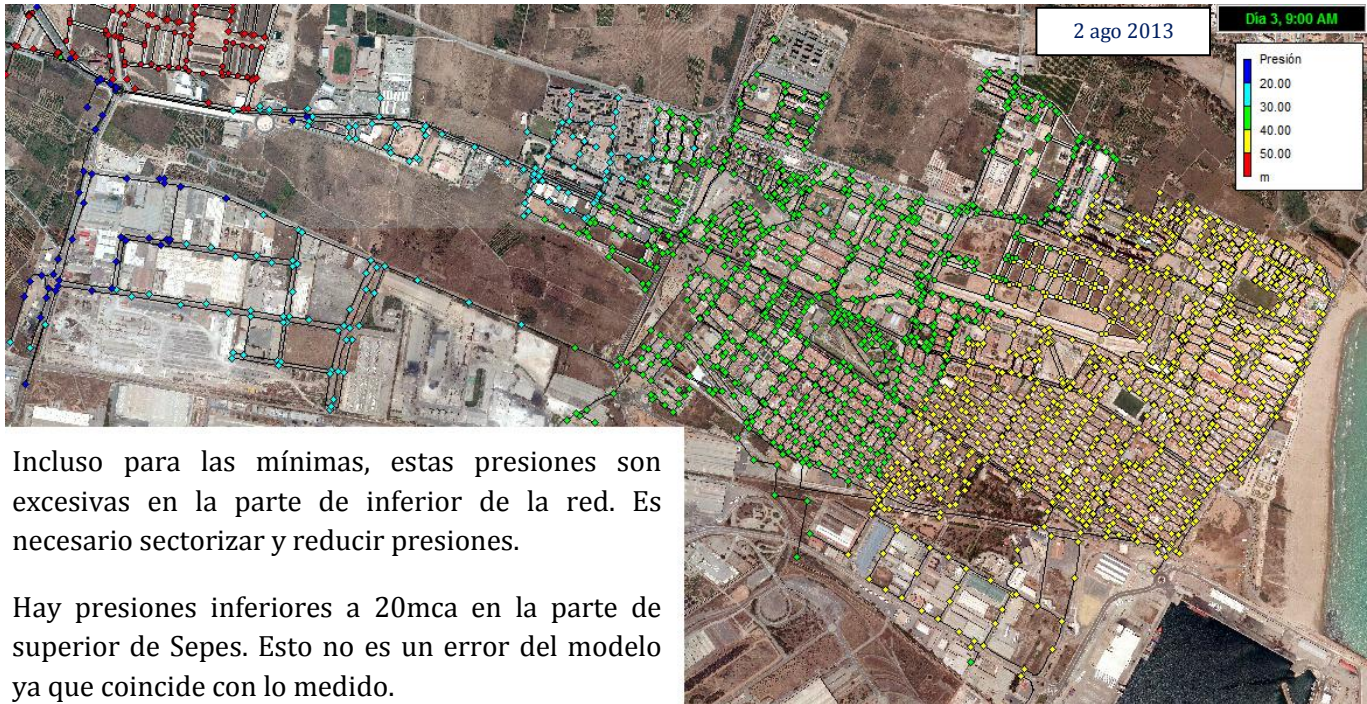 2 ago 2013
Día 3, 9:00 AM
Presión
20.00
30.00
40.00
50.00
m
Incluso para las mínimas, estas presiones son
excesivas en la parte de inferior de la red. Es
necesario sectorizar y reducir presiones.
Hay presiones inferiores a 20mca en la parte de
superior de Sepes. Esto no es un error del modelo
ya que coincide con lo medido.